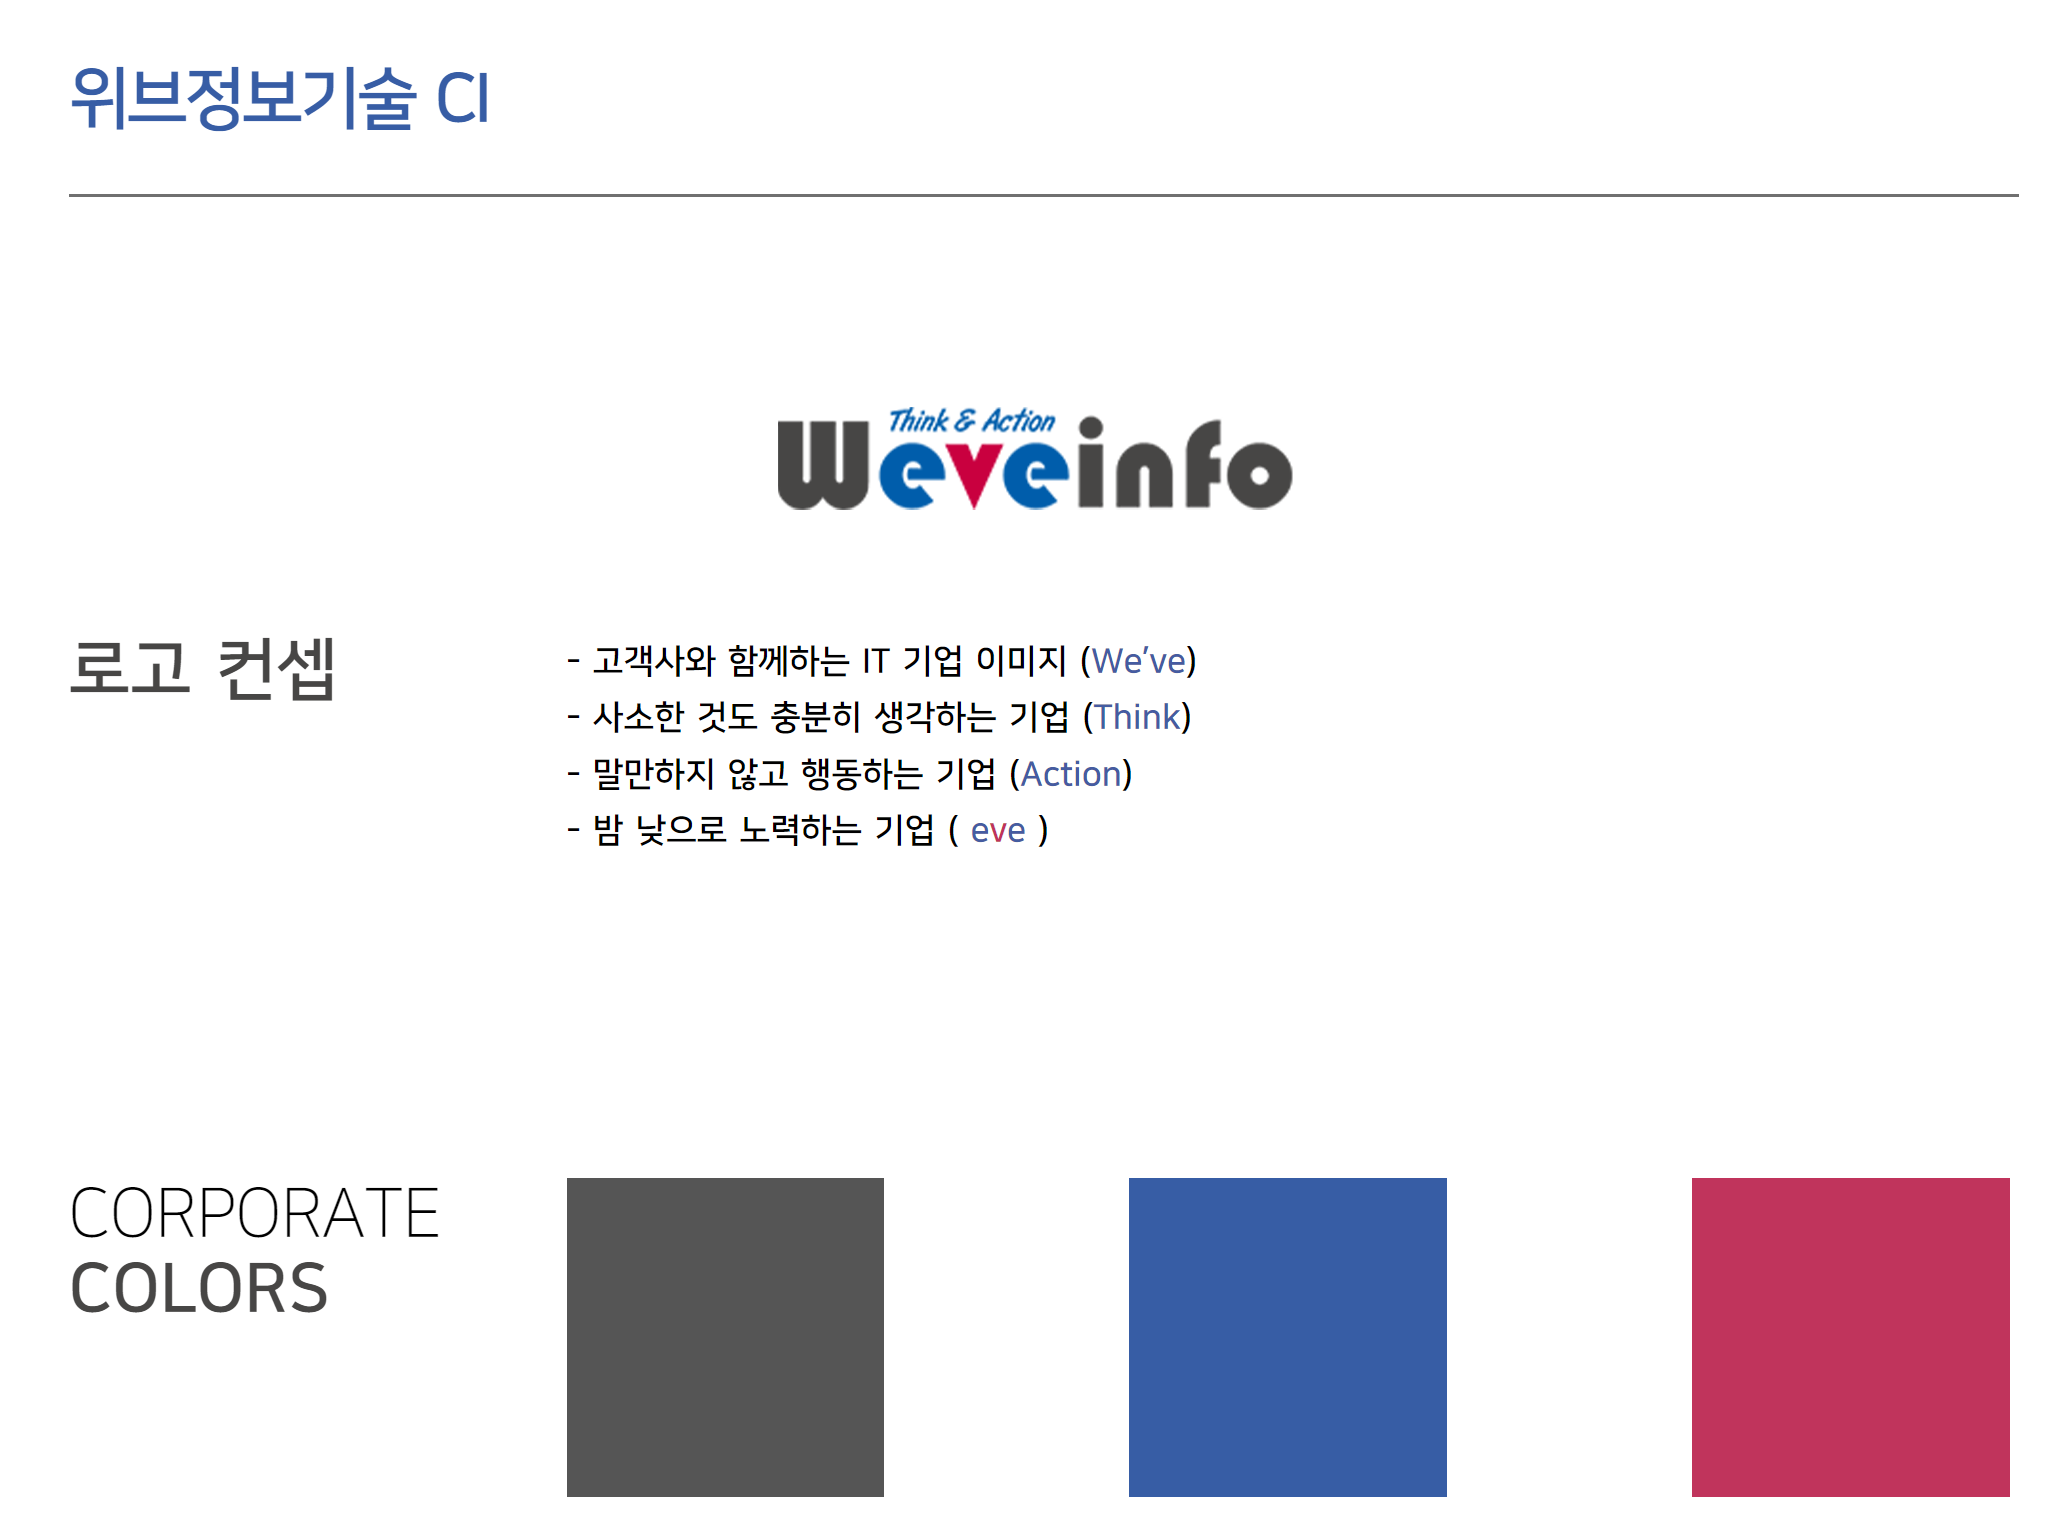 위브정보기술 CI
Think & Action
Weveinfo
로고 컨셉
- 고객사와 함께하는 IT 기업 이미지 (We've)
- 사소한 것도 충분히 생각하는 기업 (Think)
- 말만하지 않고 행동하는 기업 (Action)
- 밤 낮으로 노력하는 기업 ( eve )
CORPORATE
COLORS